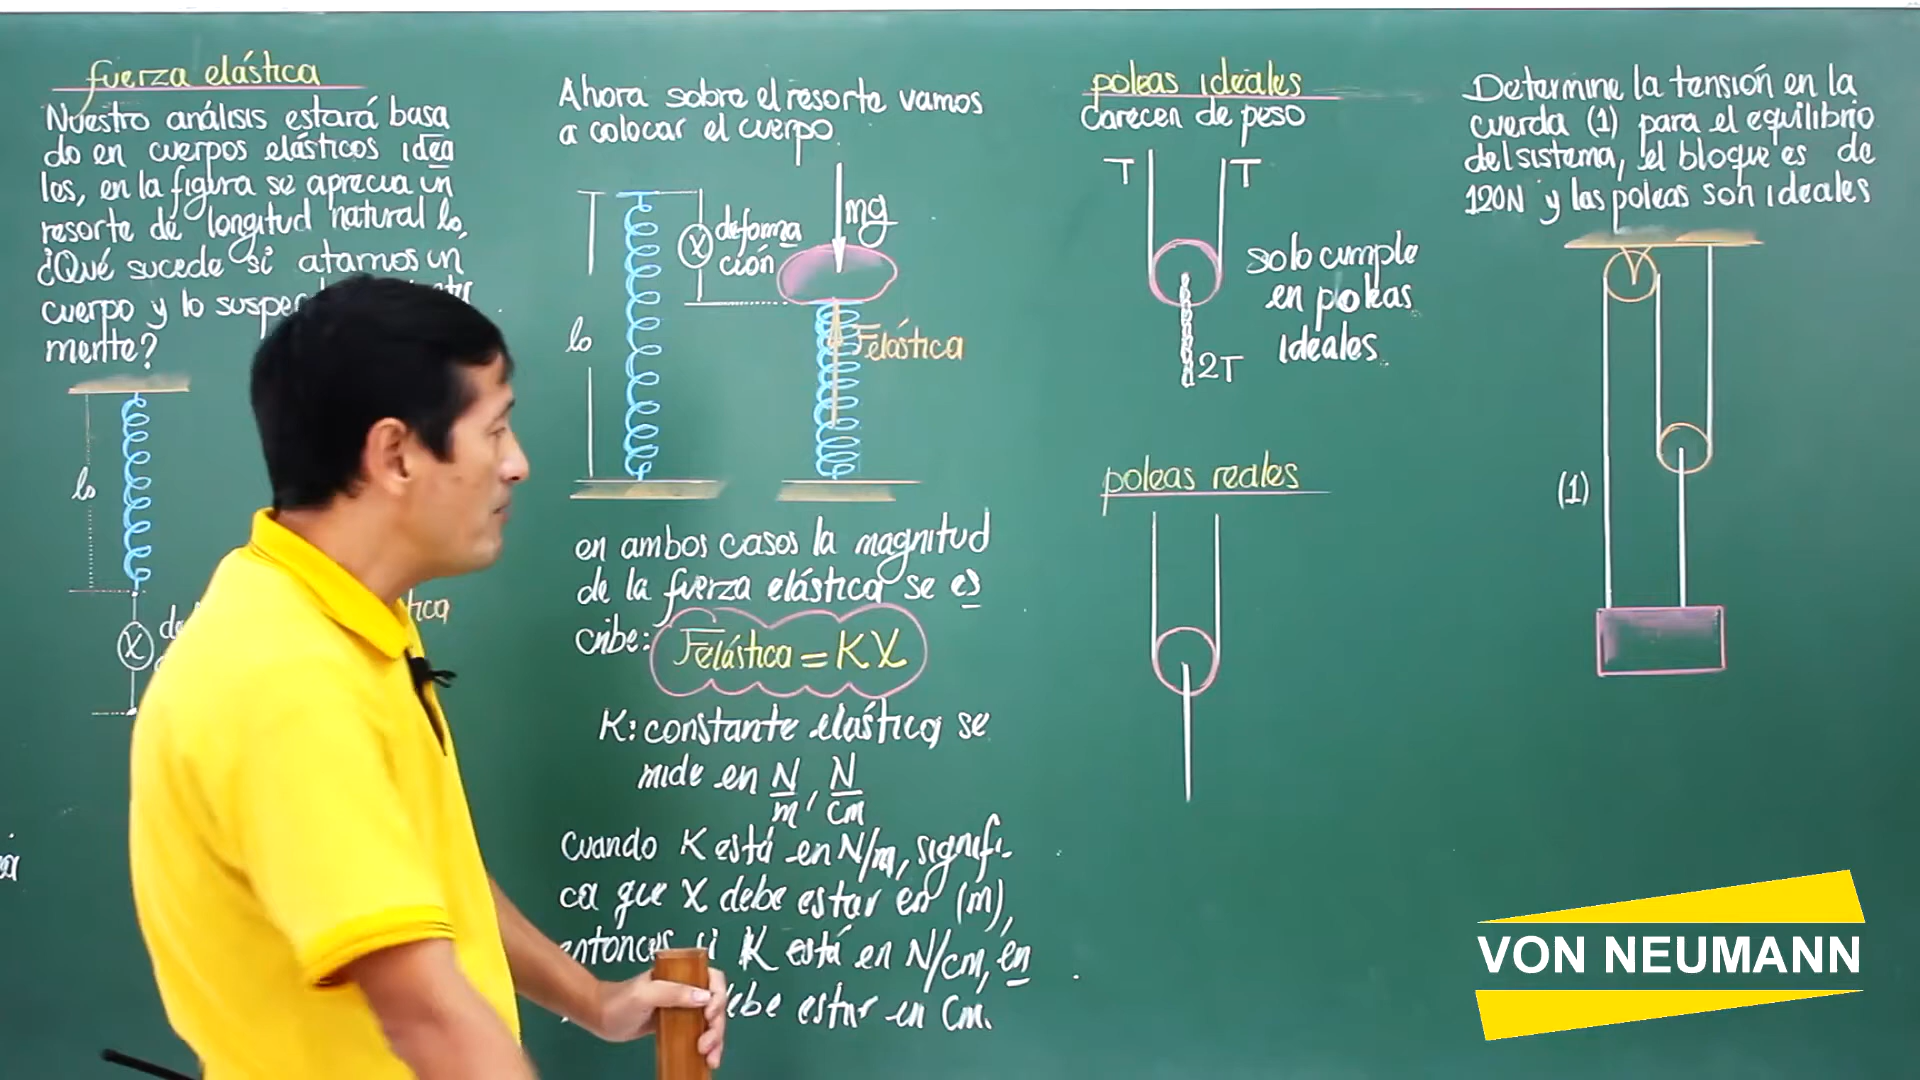 fuerza elástica
Nuestro análisis estará basa
do en cuerpos elásticos idea
les, en la figura se aprecia un
resorte de longitud natural lo,
¿Qué sucede si atamos un
cuerpo y lo
mente?
lo
X
Ahora sobre el resorte vamos
a colocar el cuerpo
mg
X
deforma
ción
lo
Felástica
en ambos casos la magnitud
de la fuerza elástica se es
cribe:
Felástica = KX
K: constante elástica se
mide en N/m, N/cm
Cuando K está en N/m, signifi-
ca que X debe estar en (m),
entonces si K está en N/cm, en
debe estar en cm.
poleas ideales
Carecen de peso
T T
2T
solo cumple
en poleas
ideales
poleas reales
Determine la tensión en la
cuerda (1) para el equilibrio
del sistema, el bloque es de
120N y las poleas son ideales
(1)
VON NEUMANN